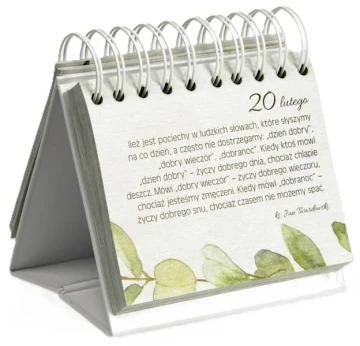 20 lutego
Ileż jest pociechy w ludzkich słowach, które słyszymy
na co dzień, a często nie dostrzegamy: „dzień dobry”,
„dobry wieczór”, „dobranoc”. Kiedy ktoś mówi
„dzień dobry” – życzy dobrego dnia, chociaż chlapie
deszcz. Mówi „dobry wieczór” – życzy dobrego wieczoru,
chociaż jesteśmy zmęczeni. Kiedy mówi „dobranoc” –
życzy dobrego snu, chociaż czasem nie możemy spać.
ks. Jan Twardowski